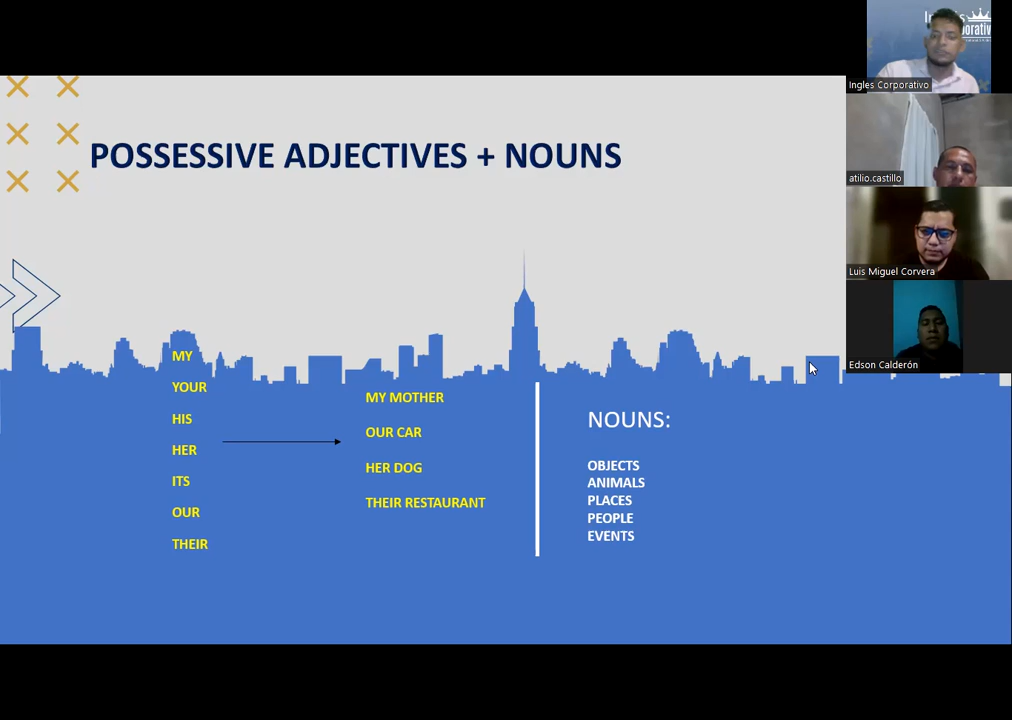 POSSESSIVE ADJECTIVES + NOUNS
MY
YOUR
HIS
HER
ITS
OUR
THEIR
MY MOTHER
OUR CAR
HER DOG
THEIR RESTAURANT
NOUNS:
OBJECTS
ANIMALS
PLACES
PEOPLE
EVENTS
Ingles Corporativo
atilio.castillo
Luis Miguel Corvera
Edson Calderón